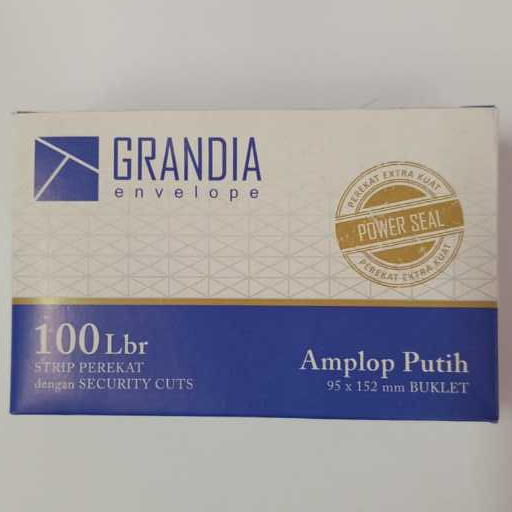 GRANDIA
envelope
PEREKAT EXTRA KUAT
POWER SEAL
PEREKAT EXTRA KUAT
100 Lbr
STRIP PEREKAT
dengan SECURITY CUTS
Amplop Putih
95 x 152 mm BUKLET